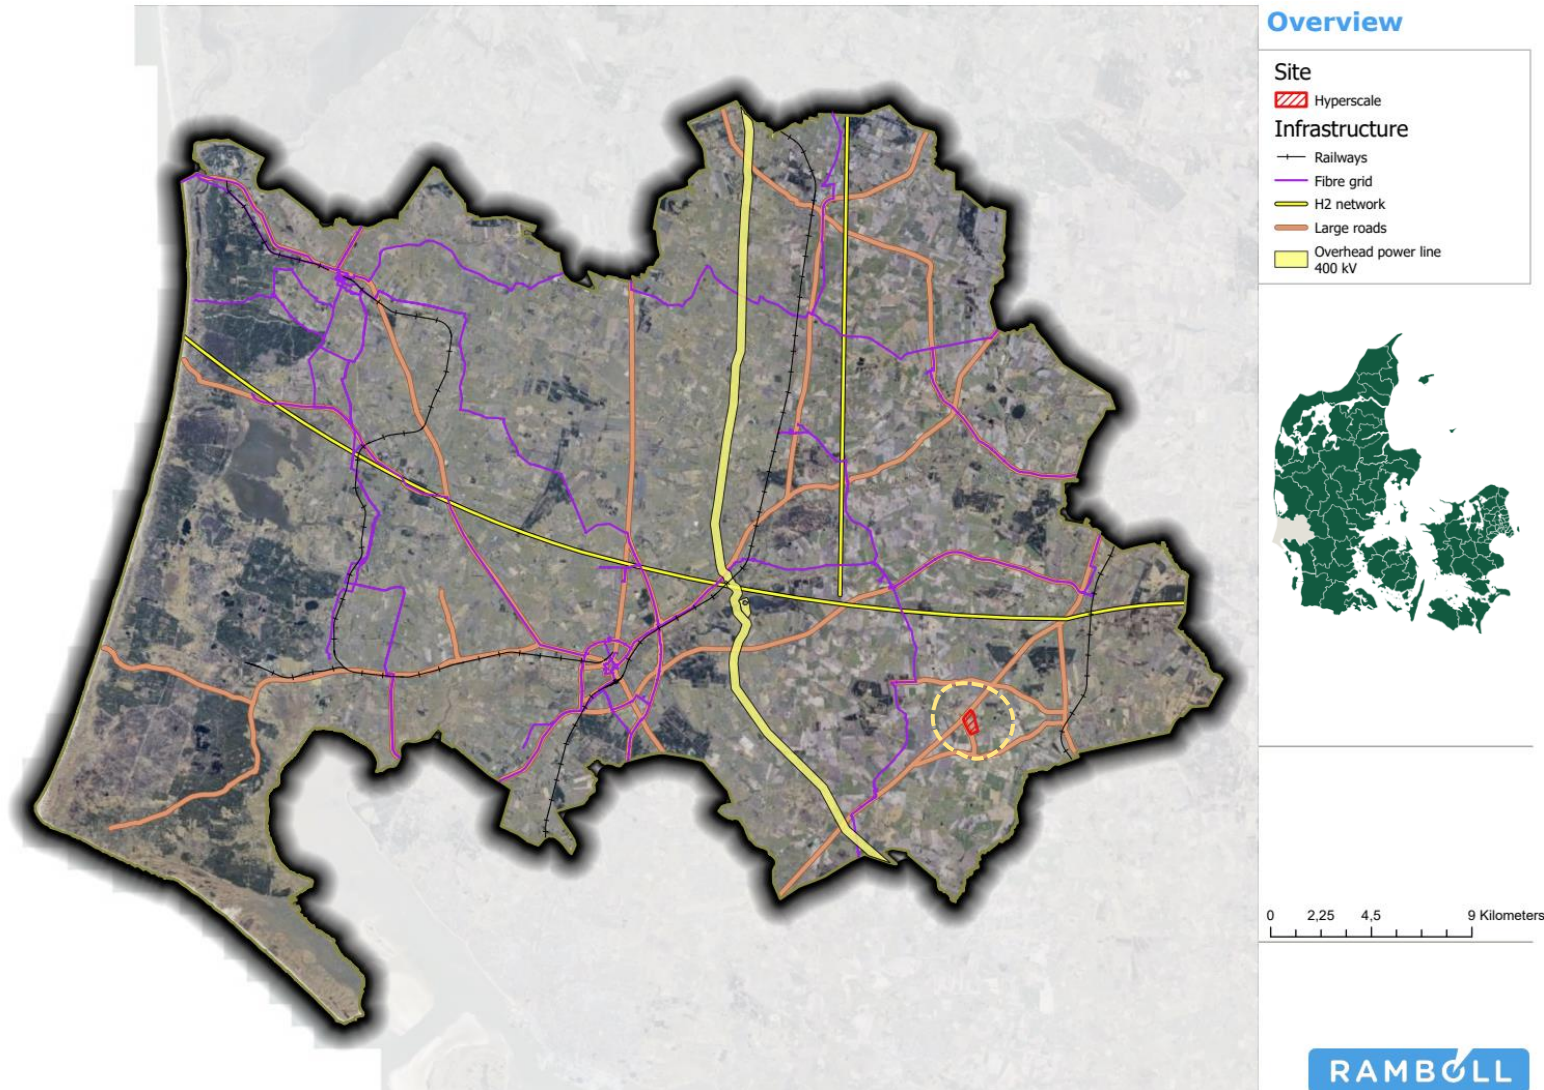 Overview
Site
Hyperscale
Infrastructure
Railways
Fibre grid
H2 network
Large roads
Overhead power line
400 kV
0 2,25 4,5 9 Kilometers
RAMBOLL